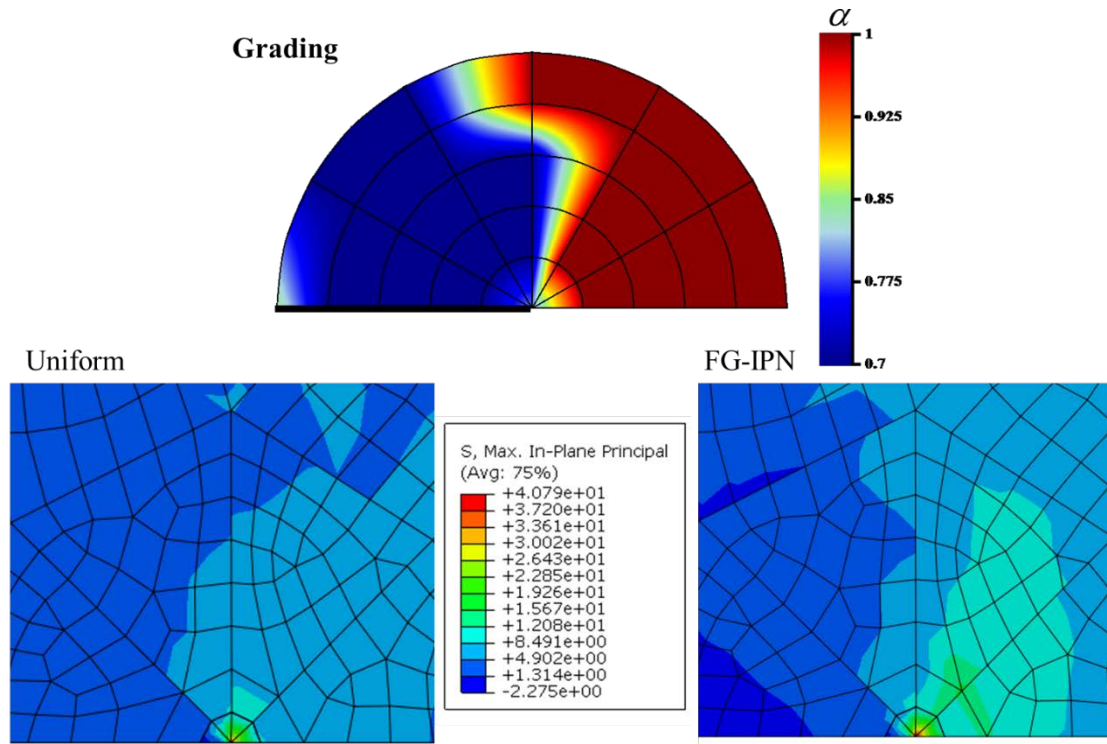 Grading
α
1
0.925
0.85
0.775
0.7
Uniform
FG-IPN
S, Max. In-Plane Principal
(Avg: 75%)
+4.079e+01
+3.720e+01
+3.361e+01
+3.002e+01
+2.643e+01
+2.285e+01
+1.926e+01
+1.567e+01
+1.208e+01
+8.491e+00
+4.902e+00
+1.314e+00
-2.275e+00